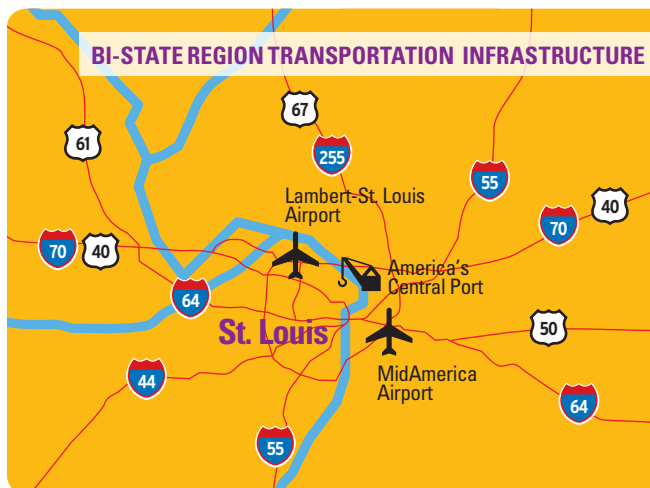 BI-STATE REGION TRANSPORTATION INFRASTRUCTURE
67
61
255
55
Lambert-St. Louis
Airport
40
70
70
40
America's
Central Port
64
St. Louis
50
MidAmerica
Airport
44
64
55